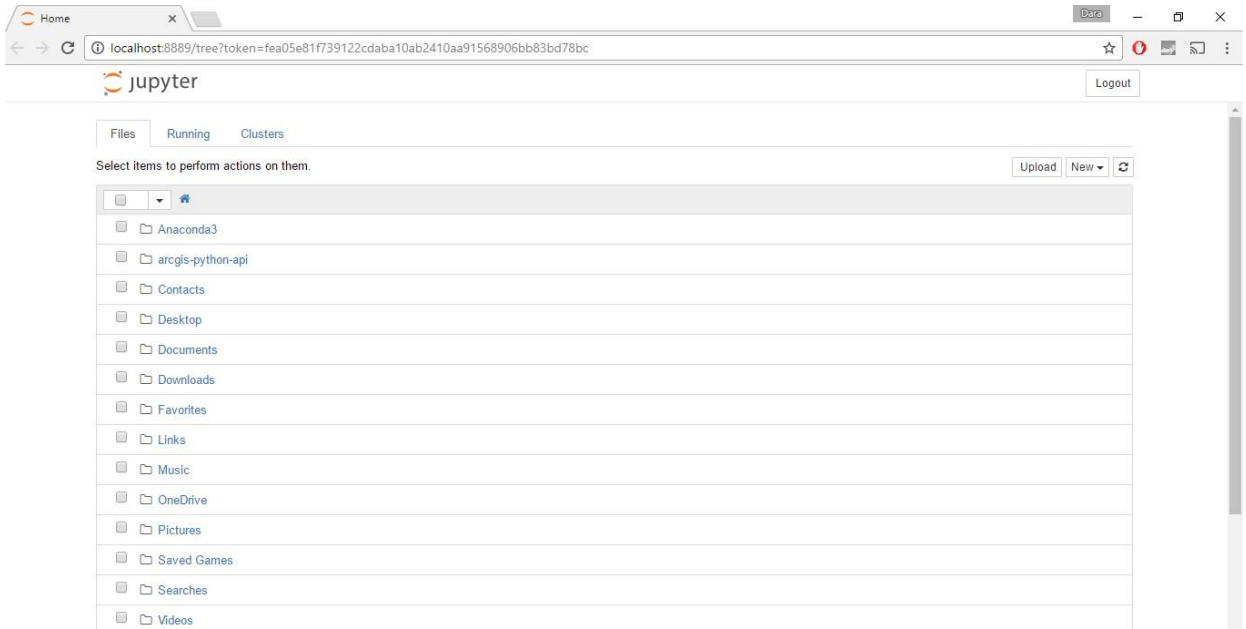 Home
Dara
localhost:8889/tree?token=fea05e81f739122cdaba10ab2410aa91568906bb83bd78bc
jupyter
Logout
Files Running Clusters
Select items to perform actions on them.
Upload New
Anaconda3
arcgis-python-api
Contacts
Desktop
Documents
Downloads
Favorites
Links
Music
OneDrive
Pictures
Saved Games
Searches
Videos